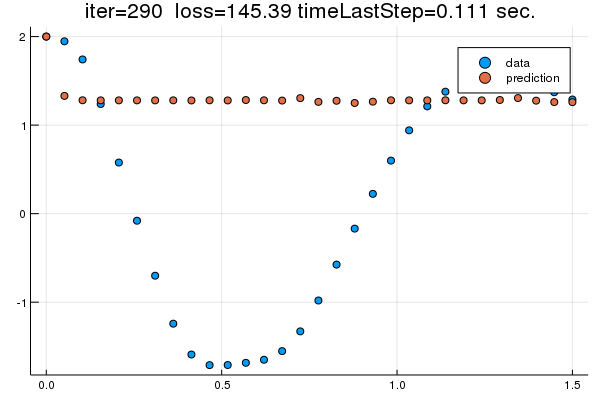 iter=290 loss=145.39 timeLastStep=0.111 sec.
2
data
prediction
1
0
-1
0.0 0.5 1.0 1.5